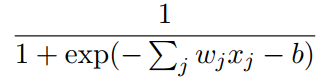 1
1 + exp(− ∑_j w_j x_j − b)